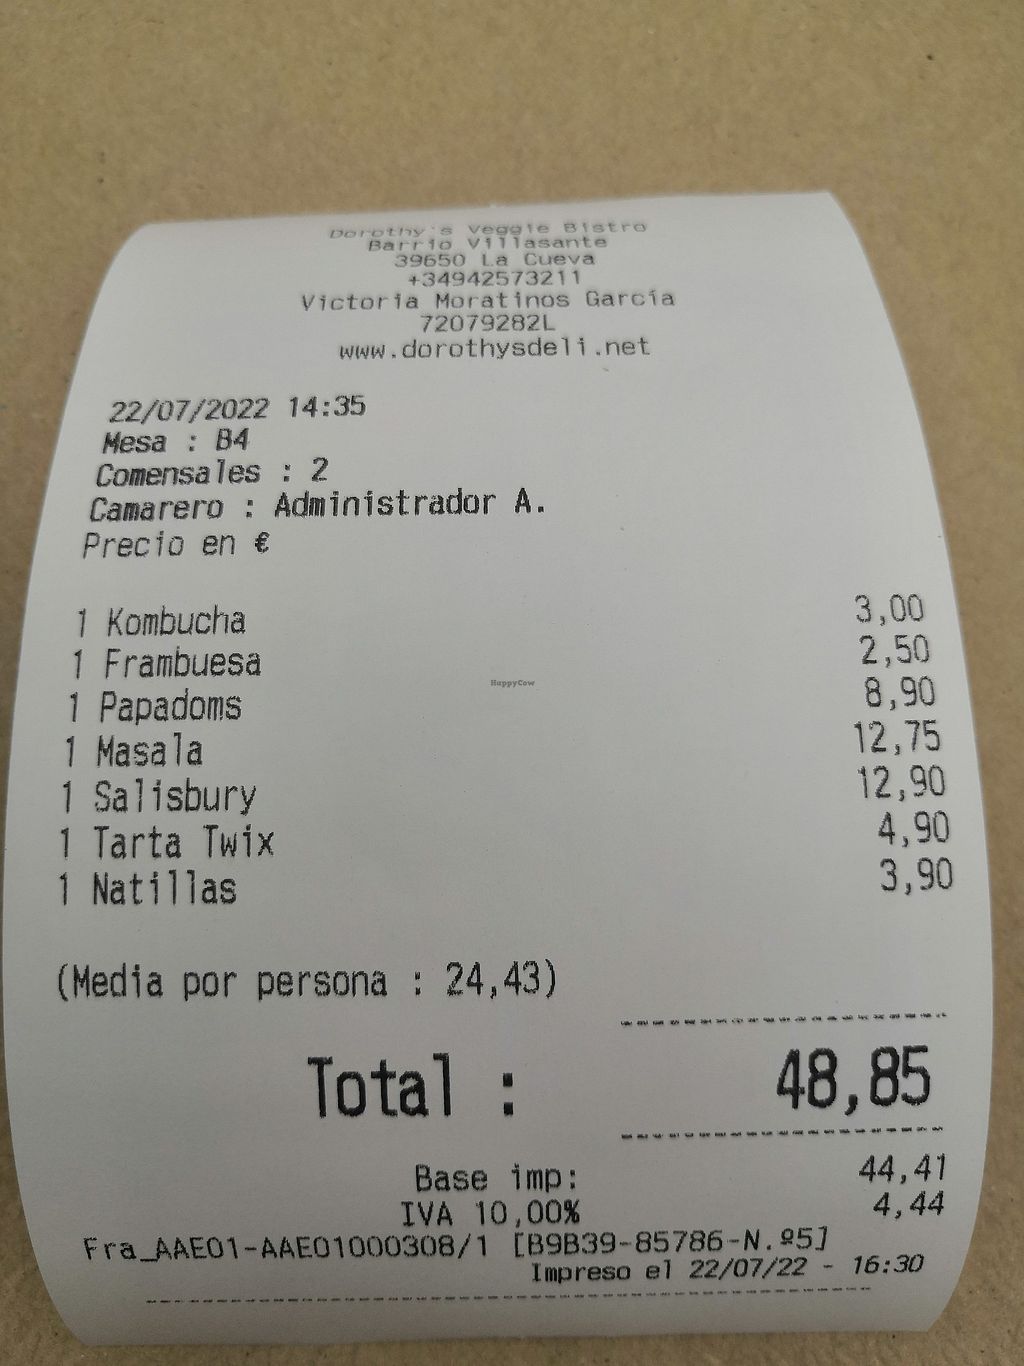 Dorothy's Veggie Bistro
Barrio Villasante
39650 La Cueva
+34942573211
Victoria Moratinos García
72079282L
www.dorothysdeli.net
22/07/2022 14:35
Mesa : B4
Comensales : 2
Camarero : Administrador A.
Precio en €
1 Kombucha 3,00
1 Frambuesa 2,50
1 Papadoms 8,90
1 Masala 12,75
1 Salisbury 12,90
1 Tarta Twix 4,90
1 Natillas 3,90
HappyCow
(Media por persona : 24,43)
Total : 48,85
Base imp: 44,41
IVA 10,00% 4,44
Fra_AAE01-AAE01000308/1 [B9B39-85786-N.º5]
Impreso el 22/07/22 - 16:30